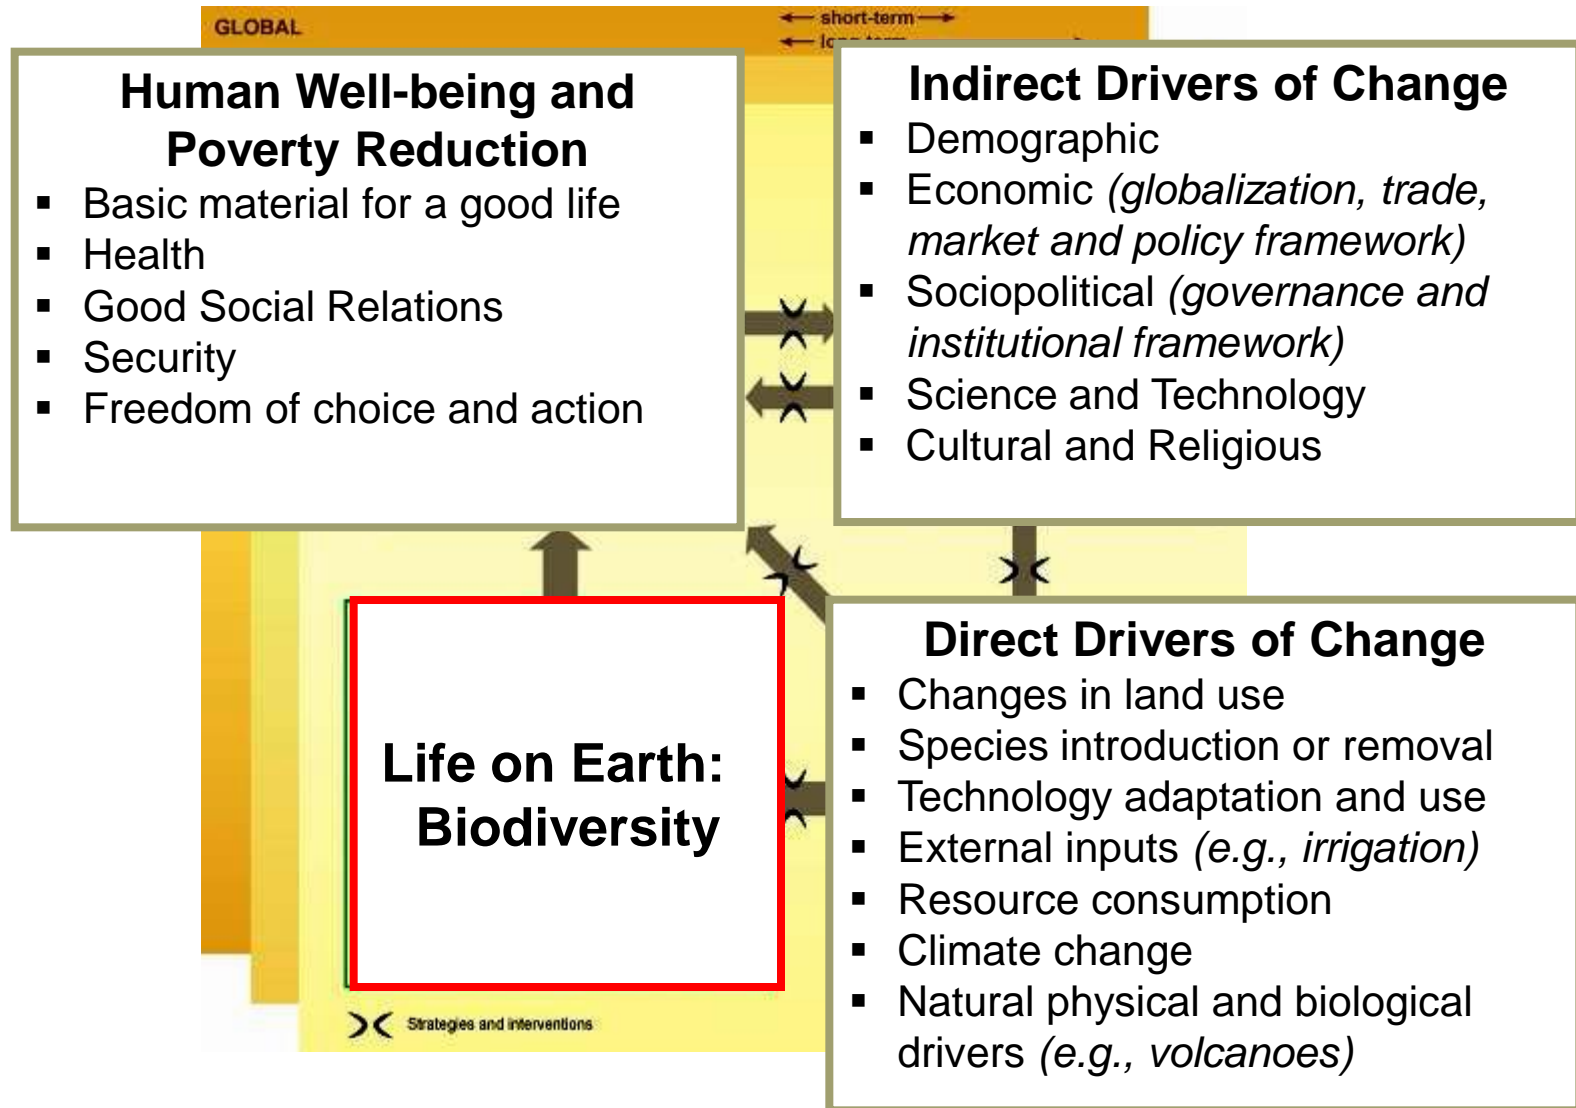 GLOBAL
short-term
Human Well-being and
Poverty Reduction
▪ Basic material for a good life
▪ Health
▪ Good Social Relations
▪ Security
▪ Freedom of choice and action
Indirect Drivers of Change
▪ Demographic
▪ Economic (globalization, trade,
market and policy framework)
▪ Sociopolitical (governance and
institutional framework)
▪ Science and Technology
▪ Cultural and Religious
Life on Earth:
Biodiversity
Direct Drivers of Change
▪ Changes in land use
▪ Species introduction or removal
▪ Technology adaptation and use
▪ External inputs (e.g., irrigation)
▪ Resource consumption
▪ Climate change
▪ Natural physical and biological
drivers (e.g., volcanoes)
Strategies and interventions